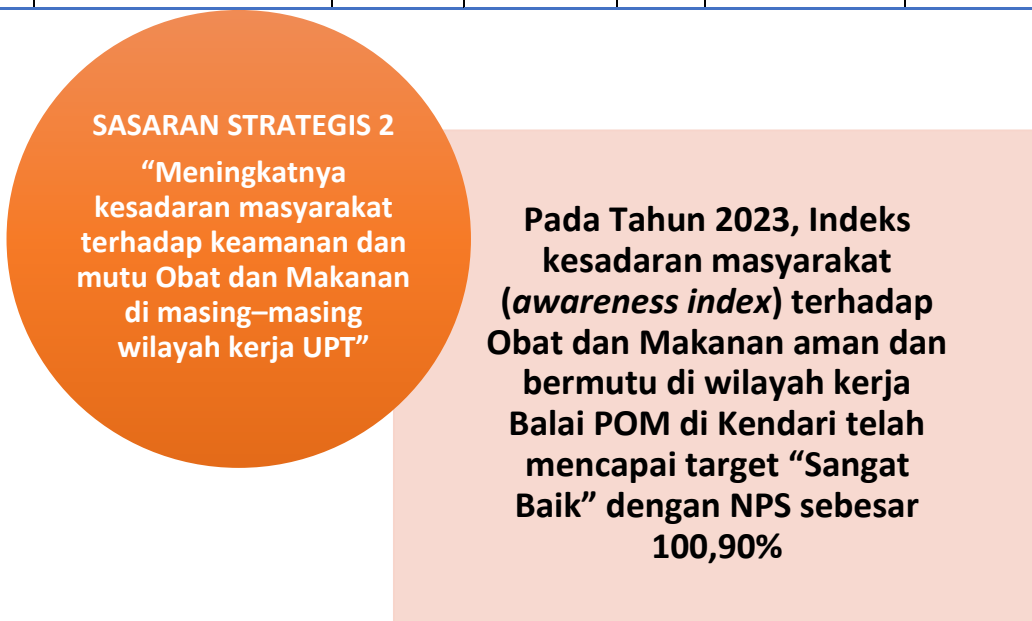 SASARAN STRATEGIS 2
“Meningkatnya
kesadaran masyarakat
terhadap keamanan dan
mutu Obat dan Makanan
di masing–masing
wilayah kerja UPT”
Pada Tahun 2023, Indeks
kesadaran masyarakat
(awareness index) terhadap
Obat dan Makanan aman dan
bermutu di wilayah kerja
Balai POM di Kendari telah
mencapai target “Sangat
Baik” dengan NPS sebesar
100,90%